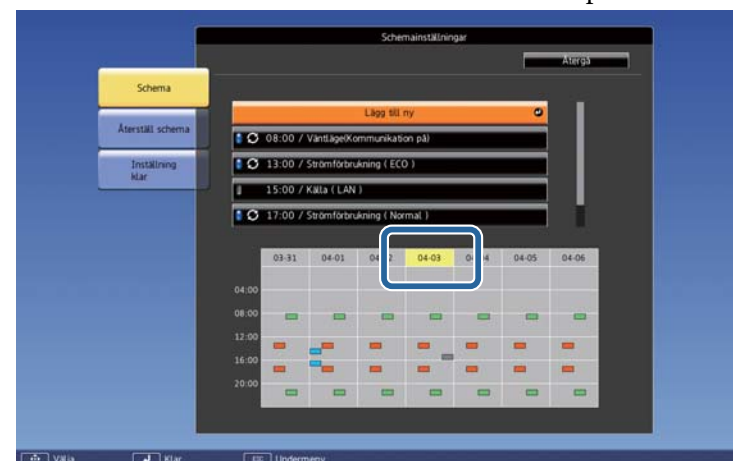 Schemainställningar
Återgå
Schema
Återställ schema
Inställning
klar
Lägg till ny
08:00 / Vänteläge(Kommunikation på)
13:00 / Strömförbrukning ( ECO )
15:00 / Källa ( LAN )
17:00 / Strömförbrukning ( Normal )
03-31 04-01 04-03 04-05 04-06
04:00
08:00
12:00
16:00
20:00
Välja Klar Undermeny